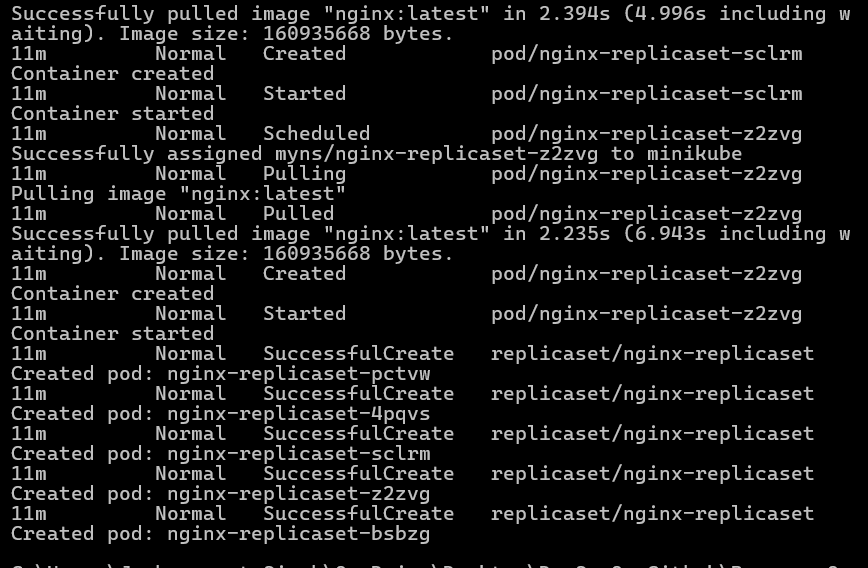 Successfully pulled image "nginx:latest" in 2.394s (4.996s including w
aiting). Image size: 160935668 bytes.
11m         Normal   Created            pod/nginx-replicaset-sclrm
Container created
11m         Normal   Started            pod/nginx-replicaset-sclrm
Container started
11m         Normal   Scheduled          pod/nginx-replicaset-z2zvg
Successfully assigned myns/nginx-replicaset-z2zvg to minikube
11m         Normal   Pulling            pod/nginx-replicaset-z2zvg
Pulling image "nginx:latest"
11m         Normal   Pulled             pod/nginx-replicaset-z2zvg
Successfully pulled image "nginx:latest" in 2.235s (6.943s including w
aiting). Image size: 160935668 bytes.
11m         Normal   Created            pod/nginx-replicaset-z2zvg
Container created
11m         Normal   Started            pod/nginx-replicaset-z2zvg
Container started
11m         Normal   SuccessfulCreate   replicaset/nginx-replicaset
Created pod: nginx-replicaset-pctvw
11m         Normal   SuccessfulCreate   replicaset/nginx-replicaset
Created pod: nginx-replicaset-4pqvs
11m         Normal   SuccessfulCreate   replicaset/nginx-replicaset
Created pod: nginx-replicaset-sclrm
11m         Normal   SuccessfulCreate   replicaset/nginx-replicaset
Created pod: nginx-replicaset-z2zvg
11m         Normal   SuccessfulCreate   replicaset/nginx-replicaset
Created pod: nginx-replicaset-bsbzg